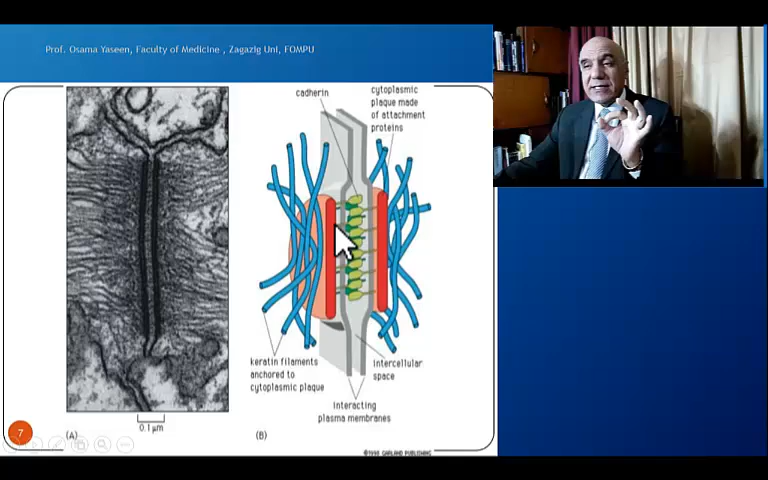 Prof. Osama Yaseen, Faculty of Medicine , Zagazig Uni, FOMPU
cadherin
cytoplasmic
plaque made
of attachment
proteins
keratin filaments
anchored to
cytoplasmic plaque
intercellular
space
interacting
plasma membranes
0.1 µm
7
(A)
(B)
©1998 GARLAND PUBLISHING